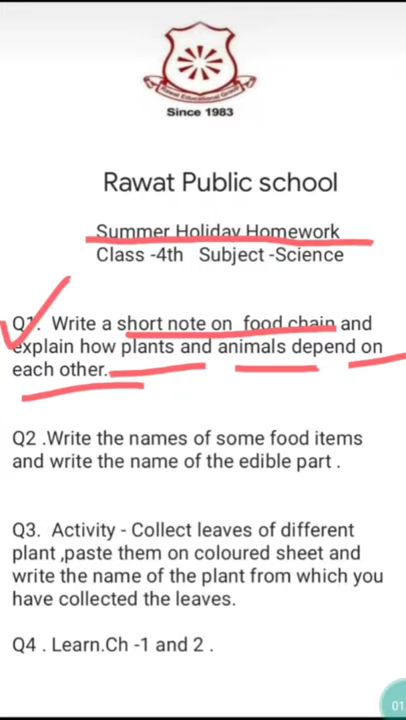 Rawat Educational Group
Since 1983
Rawat Public school
Summer Holiday Homework
Class -4th Subject -Science
Q1. Write a short note on food chain and
explain how plants and animals depend on
each other.
Q2 .Write the names of some food items
and write the name of the edible part .
Q3. Activity - Collect leaves of different
plant ,paste them on coloured sheet and
write the name of the plant from which you
have collected the leaves.
Q4 . Learn.Ch -1 and 2 .
01